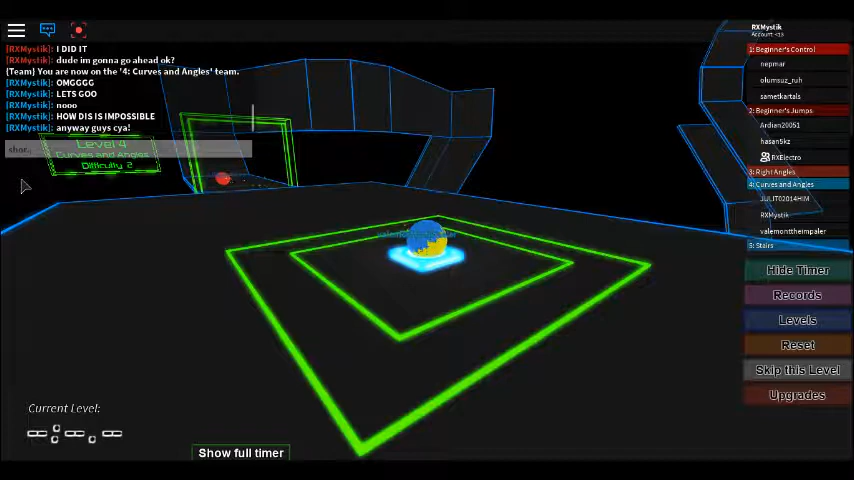 [RXMystik]: I DID IT
[RXMystik]: dude im gonna go ahead ok?
{Team} You are now on the '4: Curves and Angles' team.
[RXMystik]: OMGGGG
[RXMystik]: LETS GOO
[RXMystik]: nooo
[RXMystik]: HOW DIS IS IMPOSSIBLE
[RXMystik]: anyway guys cya!
Level 4
Curves and Angles
Difficulty 2
RXMystik
Account: <13
1: Beginner's Control
nepmar
olumsuz_ruh
sametkartals
2: Beginner's Jumps
Ardian20051
hasan5kz
RXElectro
3: Right Angles
4: Curves and Angles
JULIT02014HIM
RXMystik
valemonttheimpaler
5: Stairs
Hide Timer
Records
Levels
Reset
Skip this Level
Upgrades
Current Level:
--:--.--
Show full timer